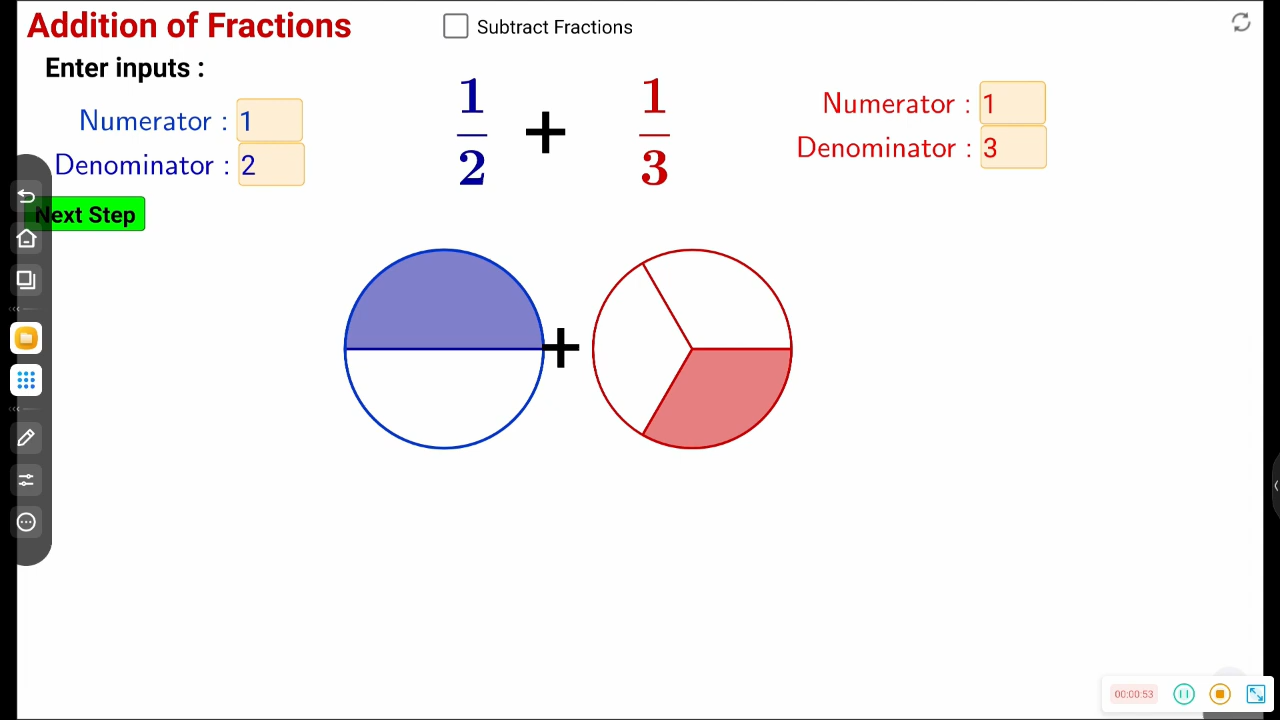 Addition of Fractions
Subtract Fractions
Enter inputs :
Numerator : 1
Denominator : 2
1
2
+
1
3
Numerator : 1
Denominator : 3
Next Step
+
00:00:53